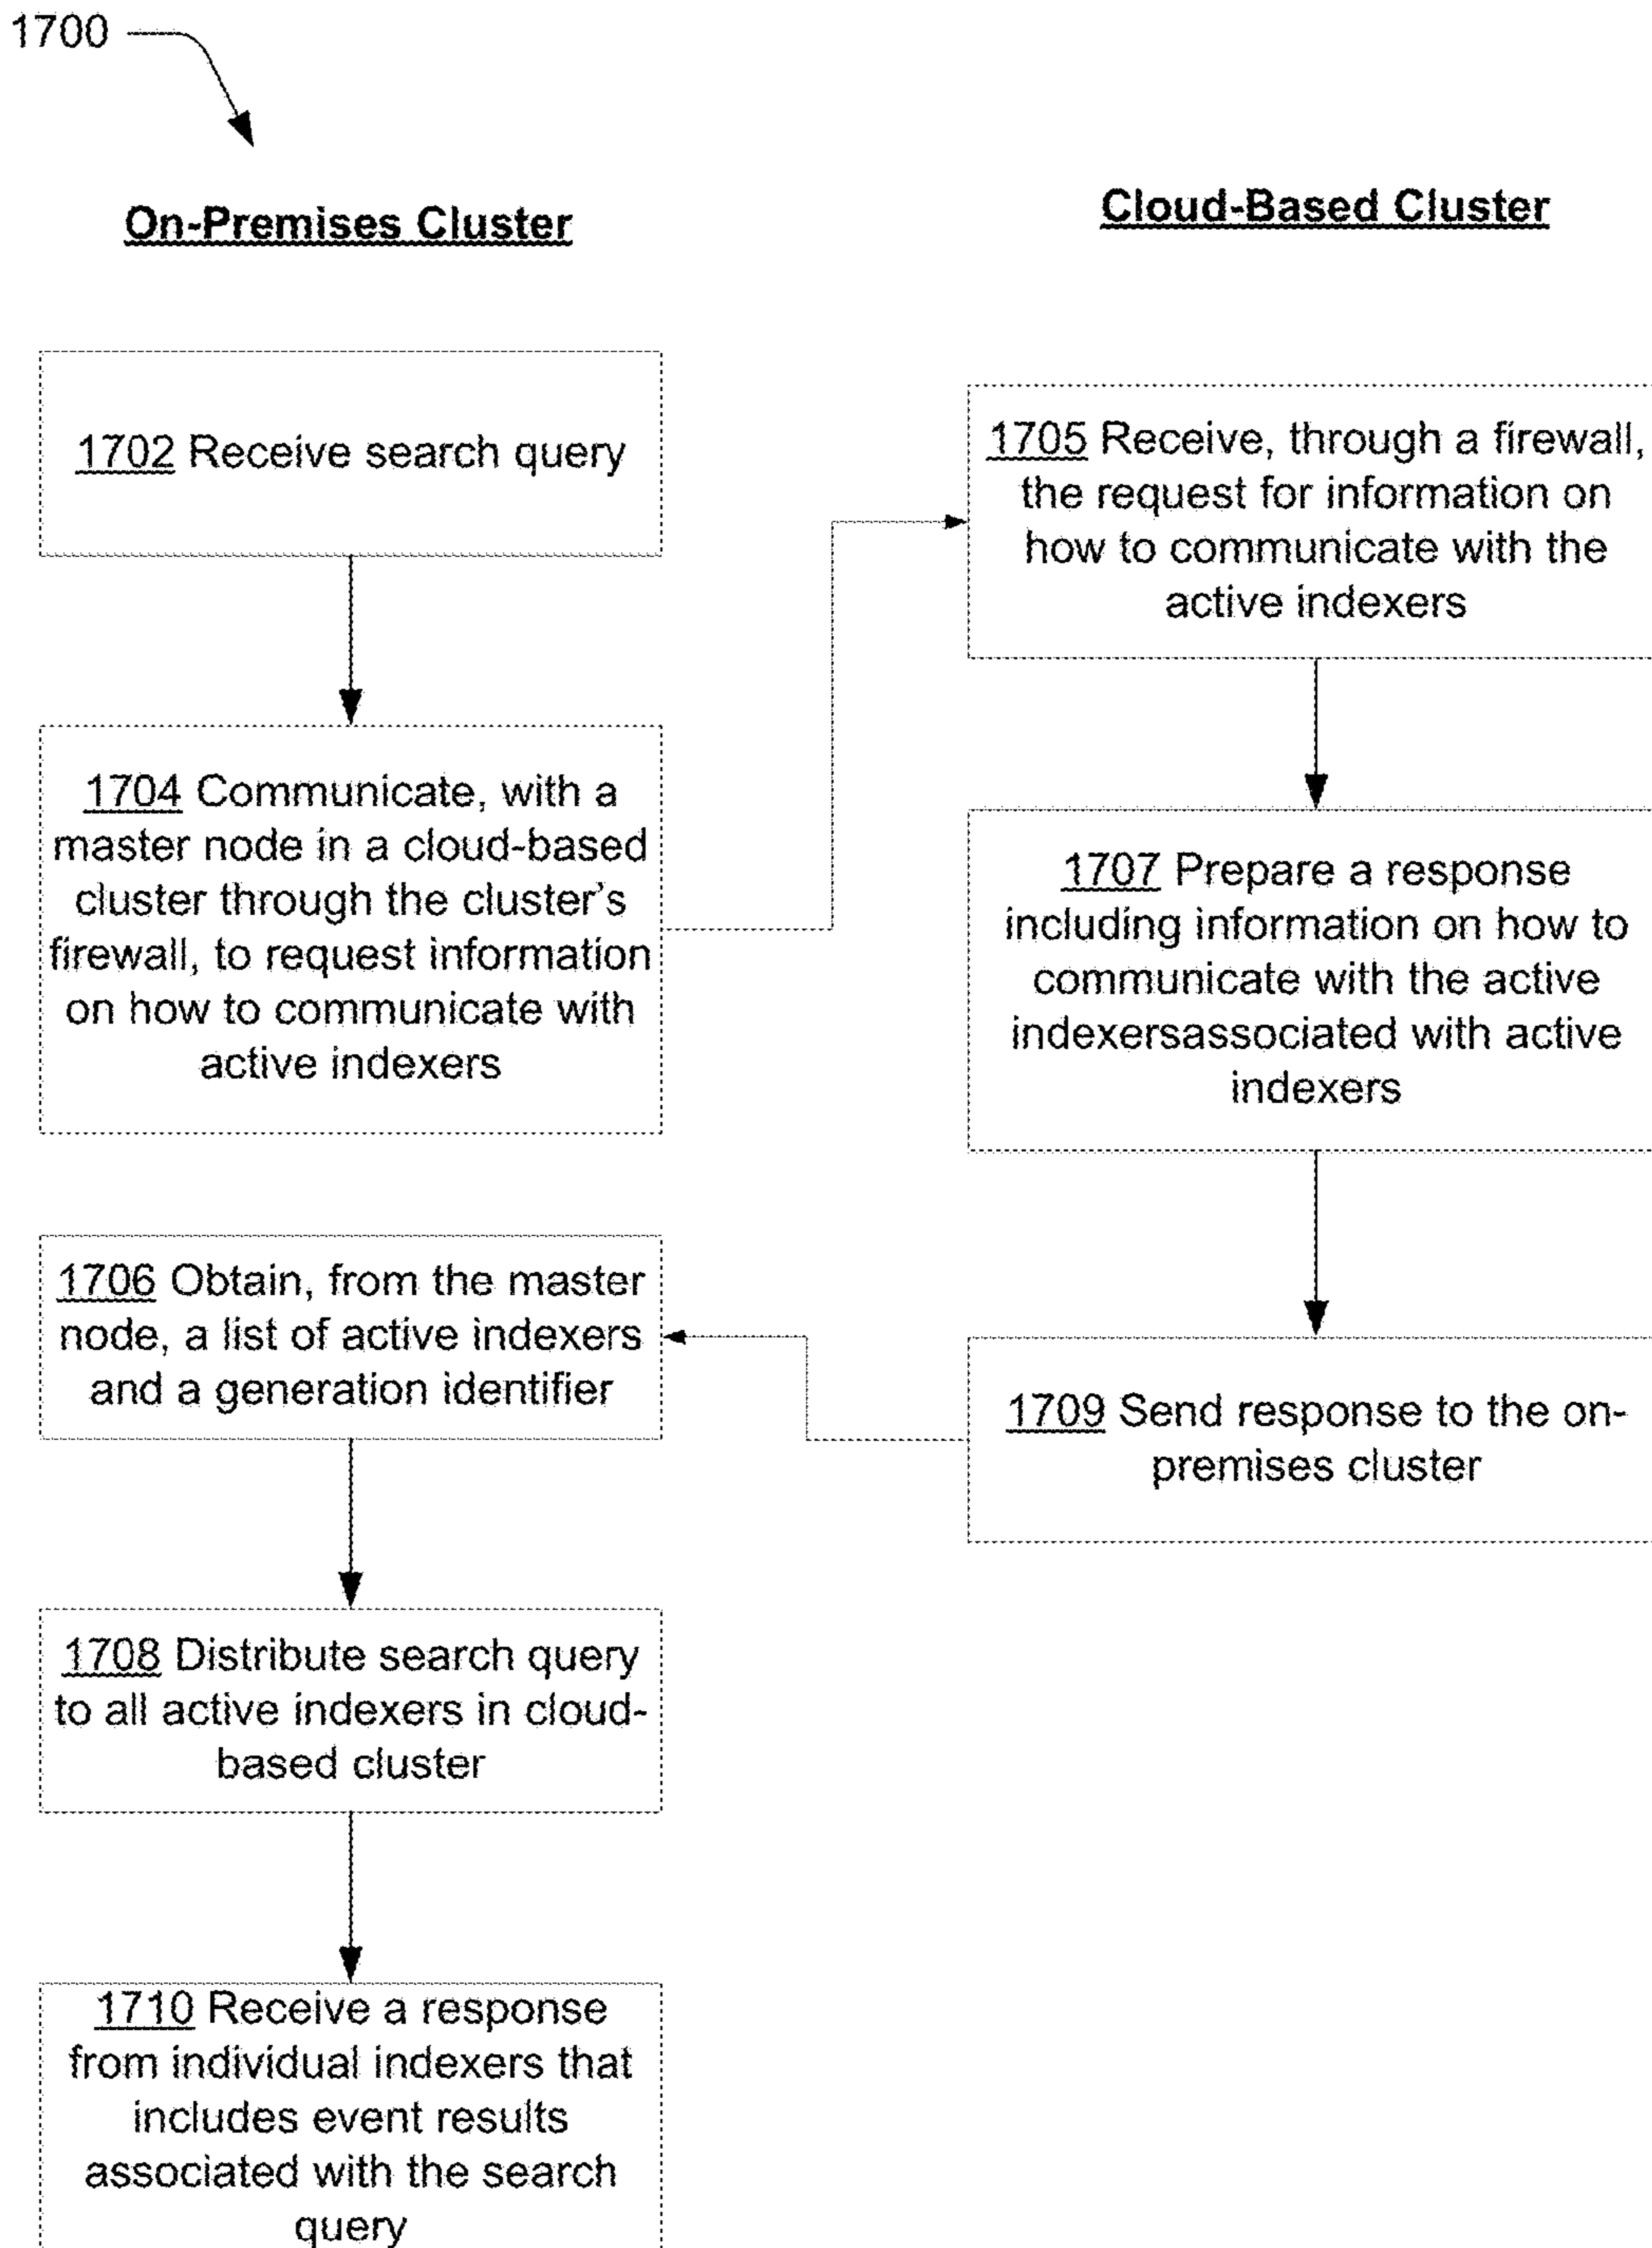 1700
On-Premises Cluster
Cloud-Based Cluster
1702 Receive search query
1704 Communicate, with a
master node in a cloud-based
cluster through the cluster's
firewall, to request information
on how to communicate with
active indexers
1705 Receive, through a firewall,
the request for information on
how to communicate with the
active indexers
1707 Prepare a response
including information on how to
communicate with the active
indexersassociated with active
indexers
1709 Send response to the on-
premises cluster
1706 Obtain, from the master
node, a list of active indexers
and a generation identifier
1708 Distribute search query
to all active indexers in cloud-
based cluster
1710 Receive a response
from individual indexers that
includes event results
associated with the search
query